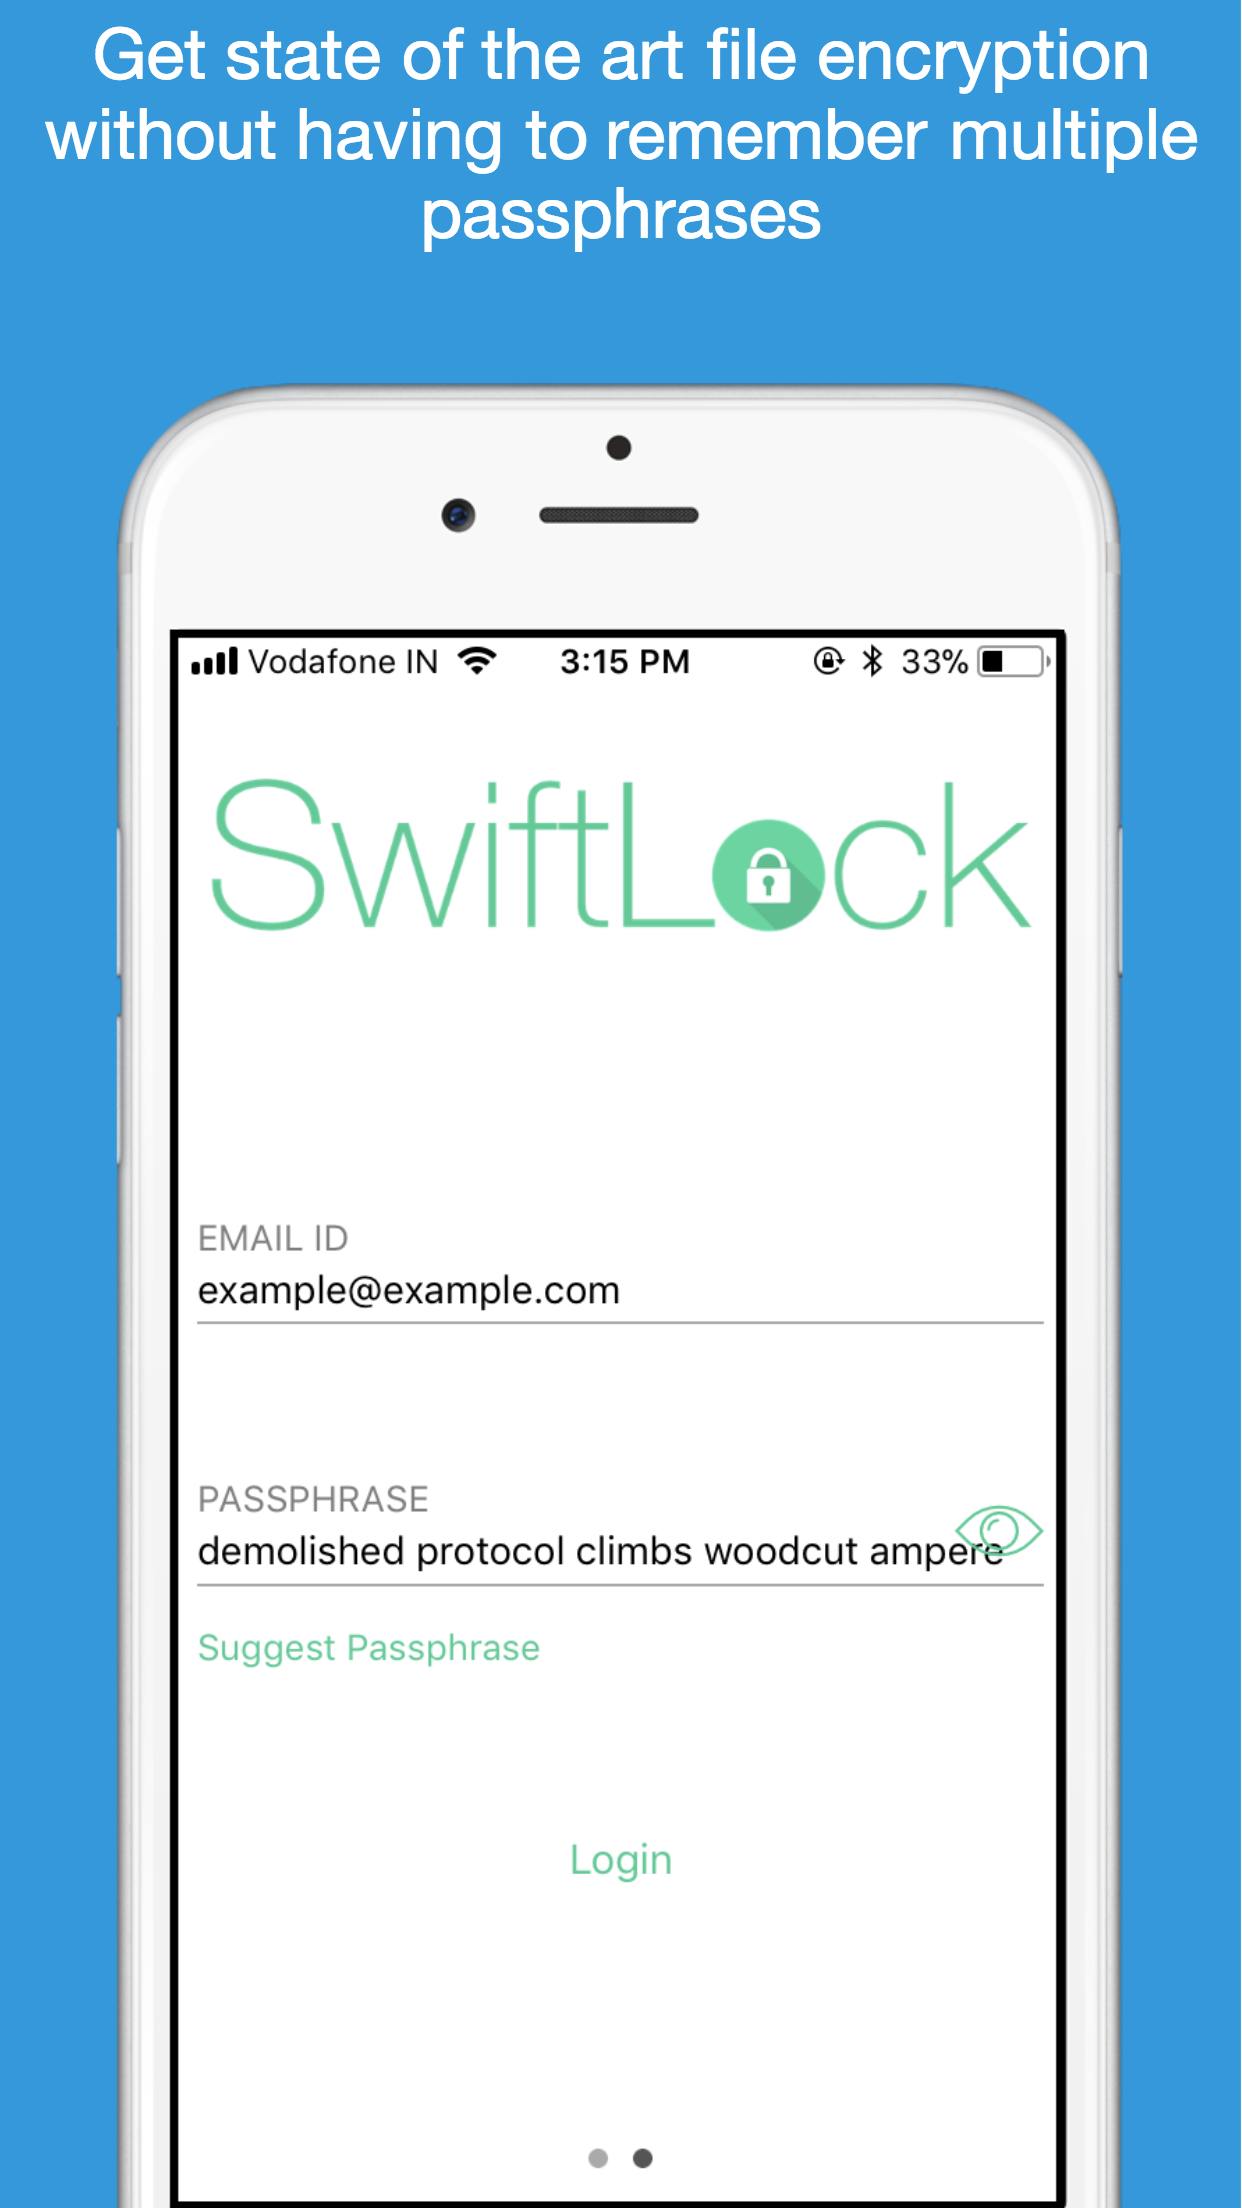 Get state of the art file encryption
without having to remember multiple
passphrases
Vodafone IN 3:15 PM 33%
SwiftLock
EMAIL ID
example@example.com
PASSPHRASE
demolished protocol climbs woodcut ampere
Suggest Passphrase
Login